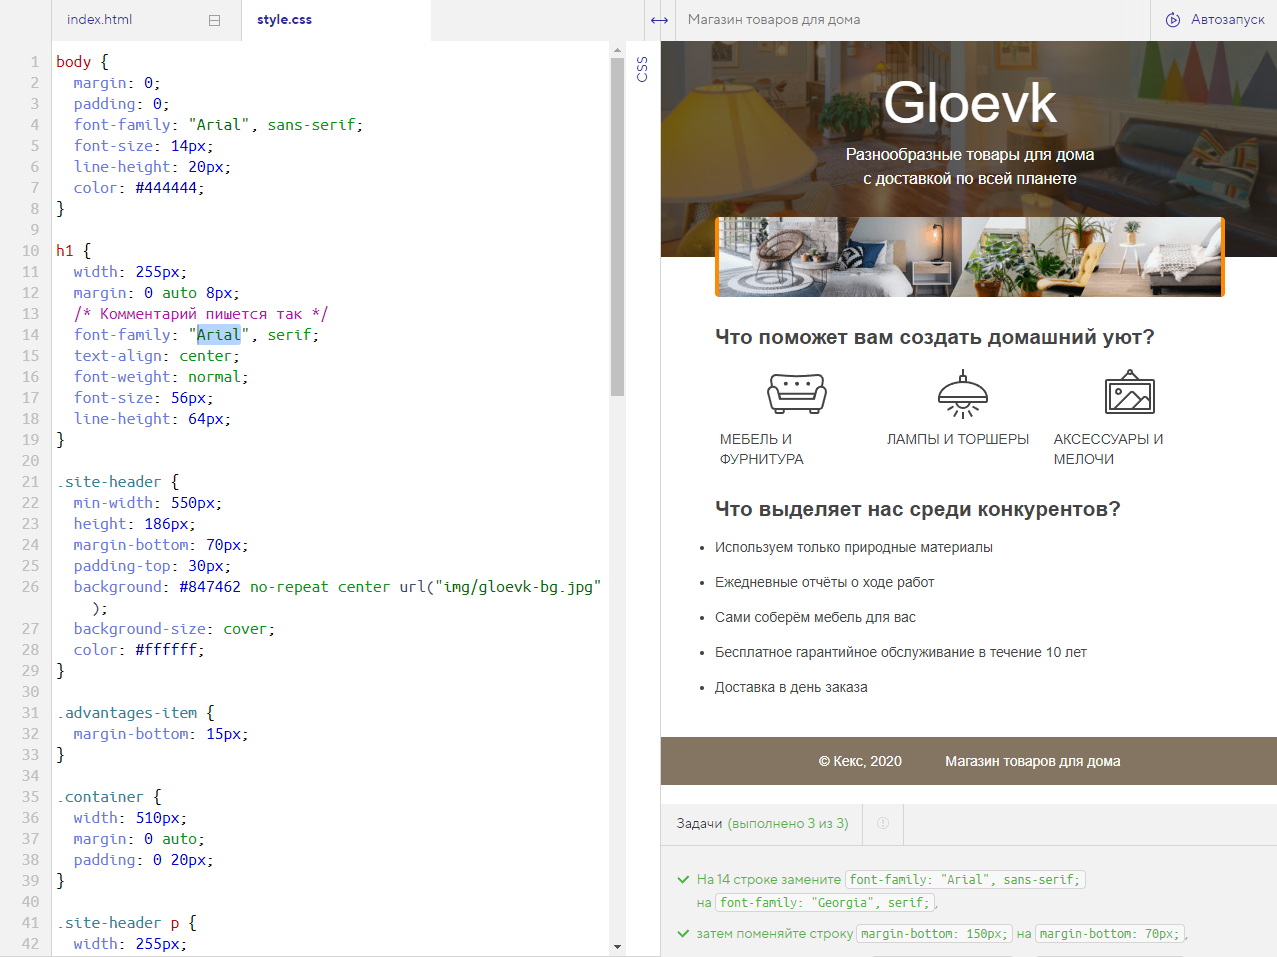 index.html
style.css
Магазин товаров для дома
Автозапуск
CSS
1 body {
2 margin: 0;
3 padding: 0;
4 font-family: "Arial", sans-serif;
5 font-size: 14px;
6 line-height: 20px;
7 color: #444444;
8 }
9
10 h1 {
11 width: 255px;
12 margin: 0 auto 8px;
13 /* Комментарий пишется так */
14 font-family: "Arial", serif;
15 text-align: center;
16 font-weight: normal;
17 font-size: 56px;
18 line-height: 64px;
19 }
20
21 .site-header {
22 min-width: 550px;
23 height: 186px;
24 margin-bottom: 70px;
25 padding-top: 30px;
26 background: #847462 no-repeat center url("img/gloevk-bg.jpg"
);
27 background-size: cover;
28 color: #ffffff;
29 }
30
31 .advantages-item {
32 margin-bottom: 15px;
33 }
34
35 .container {
36 width: 510px;
37 margin: 0 auto;
38 padding: 0 20px;
39 }
40
41 .site-header p {
42 width: 255px;
Gloevk
Разнообразные товары для дома
с доставкой по всей планете
Что поможет вам создать домашний уют?
МЕБЕЛЬ И
ФУРНИТУРА
ЛАМПЫ И ТОРШЕРЫ
АКСЕССУАРЫ И
МЕЛОЧИ
Что выделяет нас среди конкурентов?
• Используем только природные материалы
• Ежедневные отчёты о ходе работ
• Сами соберём мебель для вас
• Бесплатное гарантийное обслуживание в течение 10 лет
• Доставка в день заказа
© Кекс, 2020 Магазин товаров для дома
Задачи (выполнено 3 из 3)
На 14 строке замените font-family: "Arial", sans-serif;
на font-family: "Georgia", serif;,
затем поменяйте строку margin-bottom: 150px; на margin-bottom: 70px;,